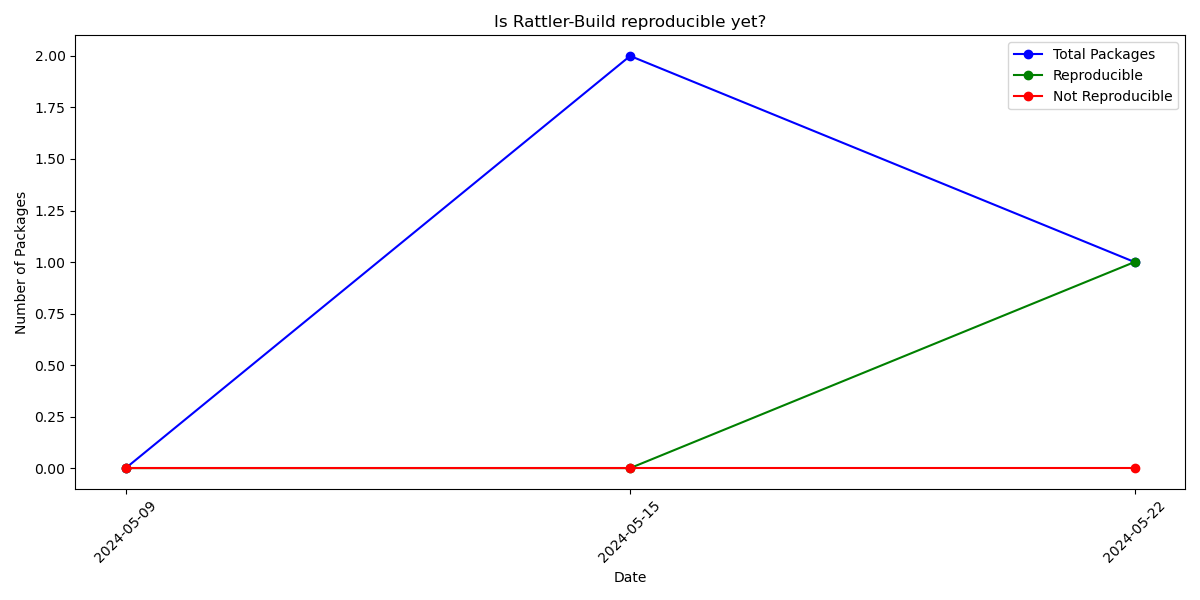 Is Rattler-Build reproducible yet?
Total Packages
Reproducible
Not Reproducible
Number of Packages
2.00
1.75
1.50
1.25
1.00
0.75
0.50
0.25
0.00
2024-05-09
2024-05-15
2024-05-22
Date